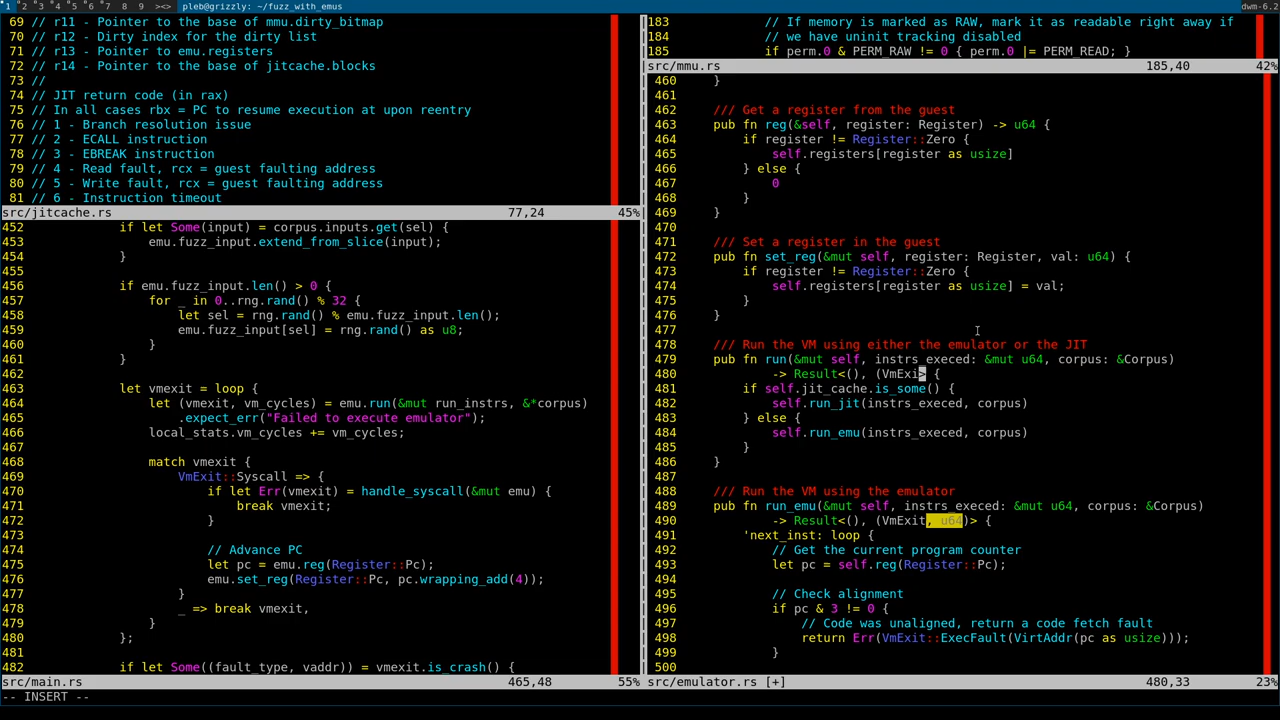 1 2 3 4 5 6 7 8 9 ><> pleb@grizzly: ~/fuzz_with_emus dwm-6.2
69 // r11 - Pointer to the base of mmu.dirty_bitmap
70 // r12 - Dirty index for the dirty list
71 // r13 - Pointer to emu.registers
72 // r14 - Pointer to the base of jitcache.blocks
73 //
74 // JIT return code (in rax)
75 // In all cases rbx = PC to resume execution at upon reentry
76 // 1 - Branch resolution issue
77 // 2 - ECALL instruction
78 // 3 - EBREAK instruction
79 // 4 - Read fault, rcx = guest faulting address
80 // 5 - Write fault, rcx = guest faulting address
81 // 6 - Instruction timeout
src/jitcache.rs 77,24 45%
452 if let Some(input) = corpus.inputs.get(sel) {
453 emu.fuzz_input.extend_from_slice(input);
454 }
455
456 if emu.fuzz_input.len() > 0 {
457 for _ in 0..rng.rand() % 32 {
458 let sel = rng.rand() % emu.fuzz_input.len();
459 emu.fuzz_input[sel] = rng.rand() as u8;
460 }
461 }
462
463 let vmexit = loop {
464 let (vmexit, vm_cycles) = emu.run(&mut run_instrs, &*corpus)
465 .expect_err("Failed to execute emulator");
466 local_stats.vm_cycles += vm_cycles;
467
468 match vmexit {
469 VmExit::Syscall => {
470 if let Err(vmexit) = handle_syscall(&mut emu) {
471 break vmexit;
472 }
473
474 // Advance PC
475 let pc = emu.reg(Register::Pc);
476 emu.set_reg(Register::Pc, pc.wrapping_add(4));
477 }
478 _ => break vmexit,
479 }
480 };
481
482 if let Some((fault_type, vaddr)) = vmexit.is_crash() {
src/main.rs 465,48 55%
-- INSERT --
183 // If memory is marked as RAW, mark it as readable right away if
184 // we have uninit tracking disabled
185 if perm.0 & PERM_RAW != 0 { perm.0 |= PERM_READ; }
src/mmu.rs 185,40 42%
460 }
461
462 /// Get a register from the guest
463 pub fn reg(&self, register: Register) -> u64 {
464 if register != Register::Zero {
465 self.registers[register as usize]
466 } else {
467 0
468 }
469 }
470
471 /// Set a register in the guest
472 pub fn set_reg(&mut self, register: Register, val: u64) {
473 if register != Register::Zero {
474 self.registers[register as usize] = val;
475 }
476 }
477
478 /// Run the VM using either the emulator or the JIT
479 pub fn run(&mut self, instrs_execed: &mut u64, corpus: &Corpus)
480 -> Result<(), (VmExi> {
481 if self.jit_cache.is_some() {
482 self.run_jit(instrs_execed, corpus)
483 } else {
484 self.run_emu(instrs_execed, corpus)
485 }
486 }
487
488 /// Run the VM using the emulator
489 pub fn run_emu(&mut self, instrs_execed: &mut u64, corpus: &Corpus)
490 -> Result<(), (VmExit, u64)> {
491 'next_inst: loop {
492 // Get the current program counter
493 let pc = self.reg(Register::Pc);
494
495 // Check alignment
496 if pc & 3 != 0 {
497 // Code was unaligned, return a code fetch fault
498 return Err(VmExit::ExecFault(VirtAddr(pc as usize)));
499 }
500
src/emulator.rs [+] 480,33 23%